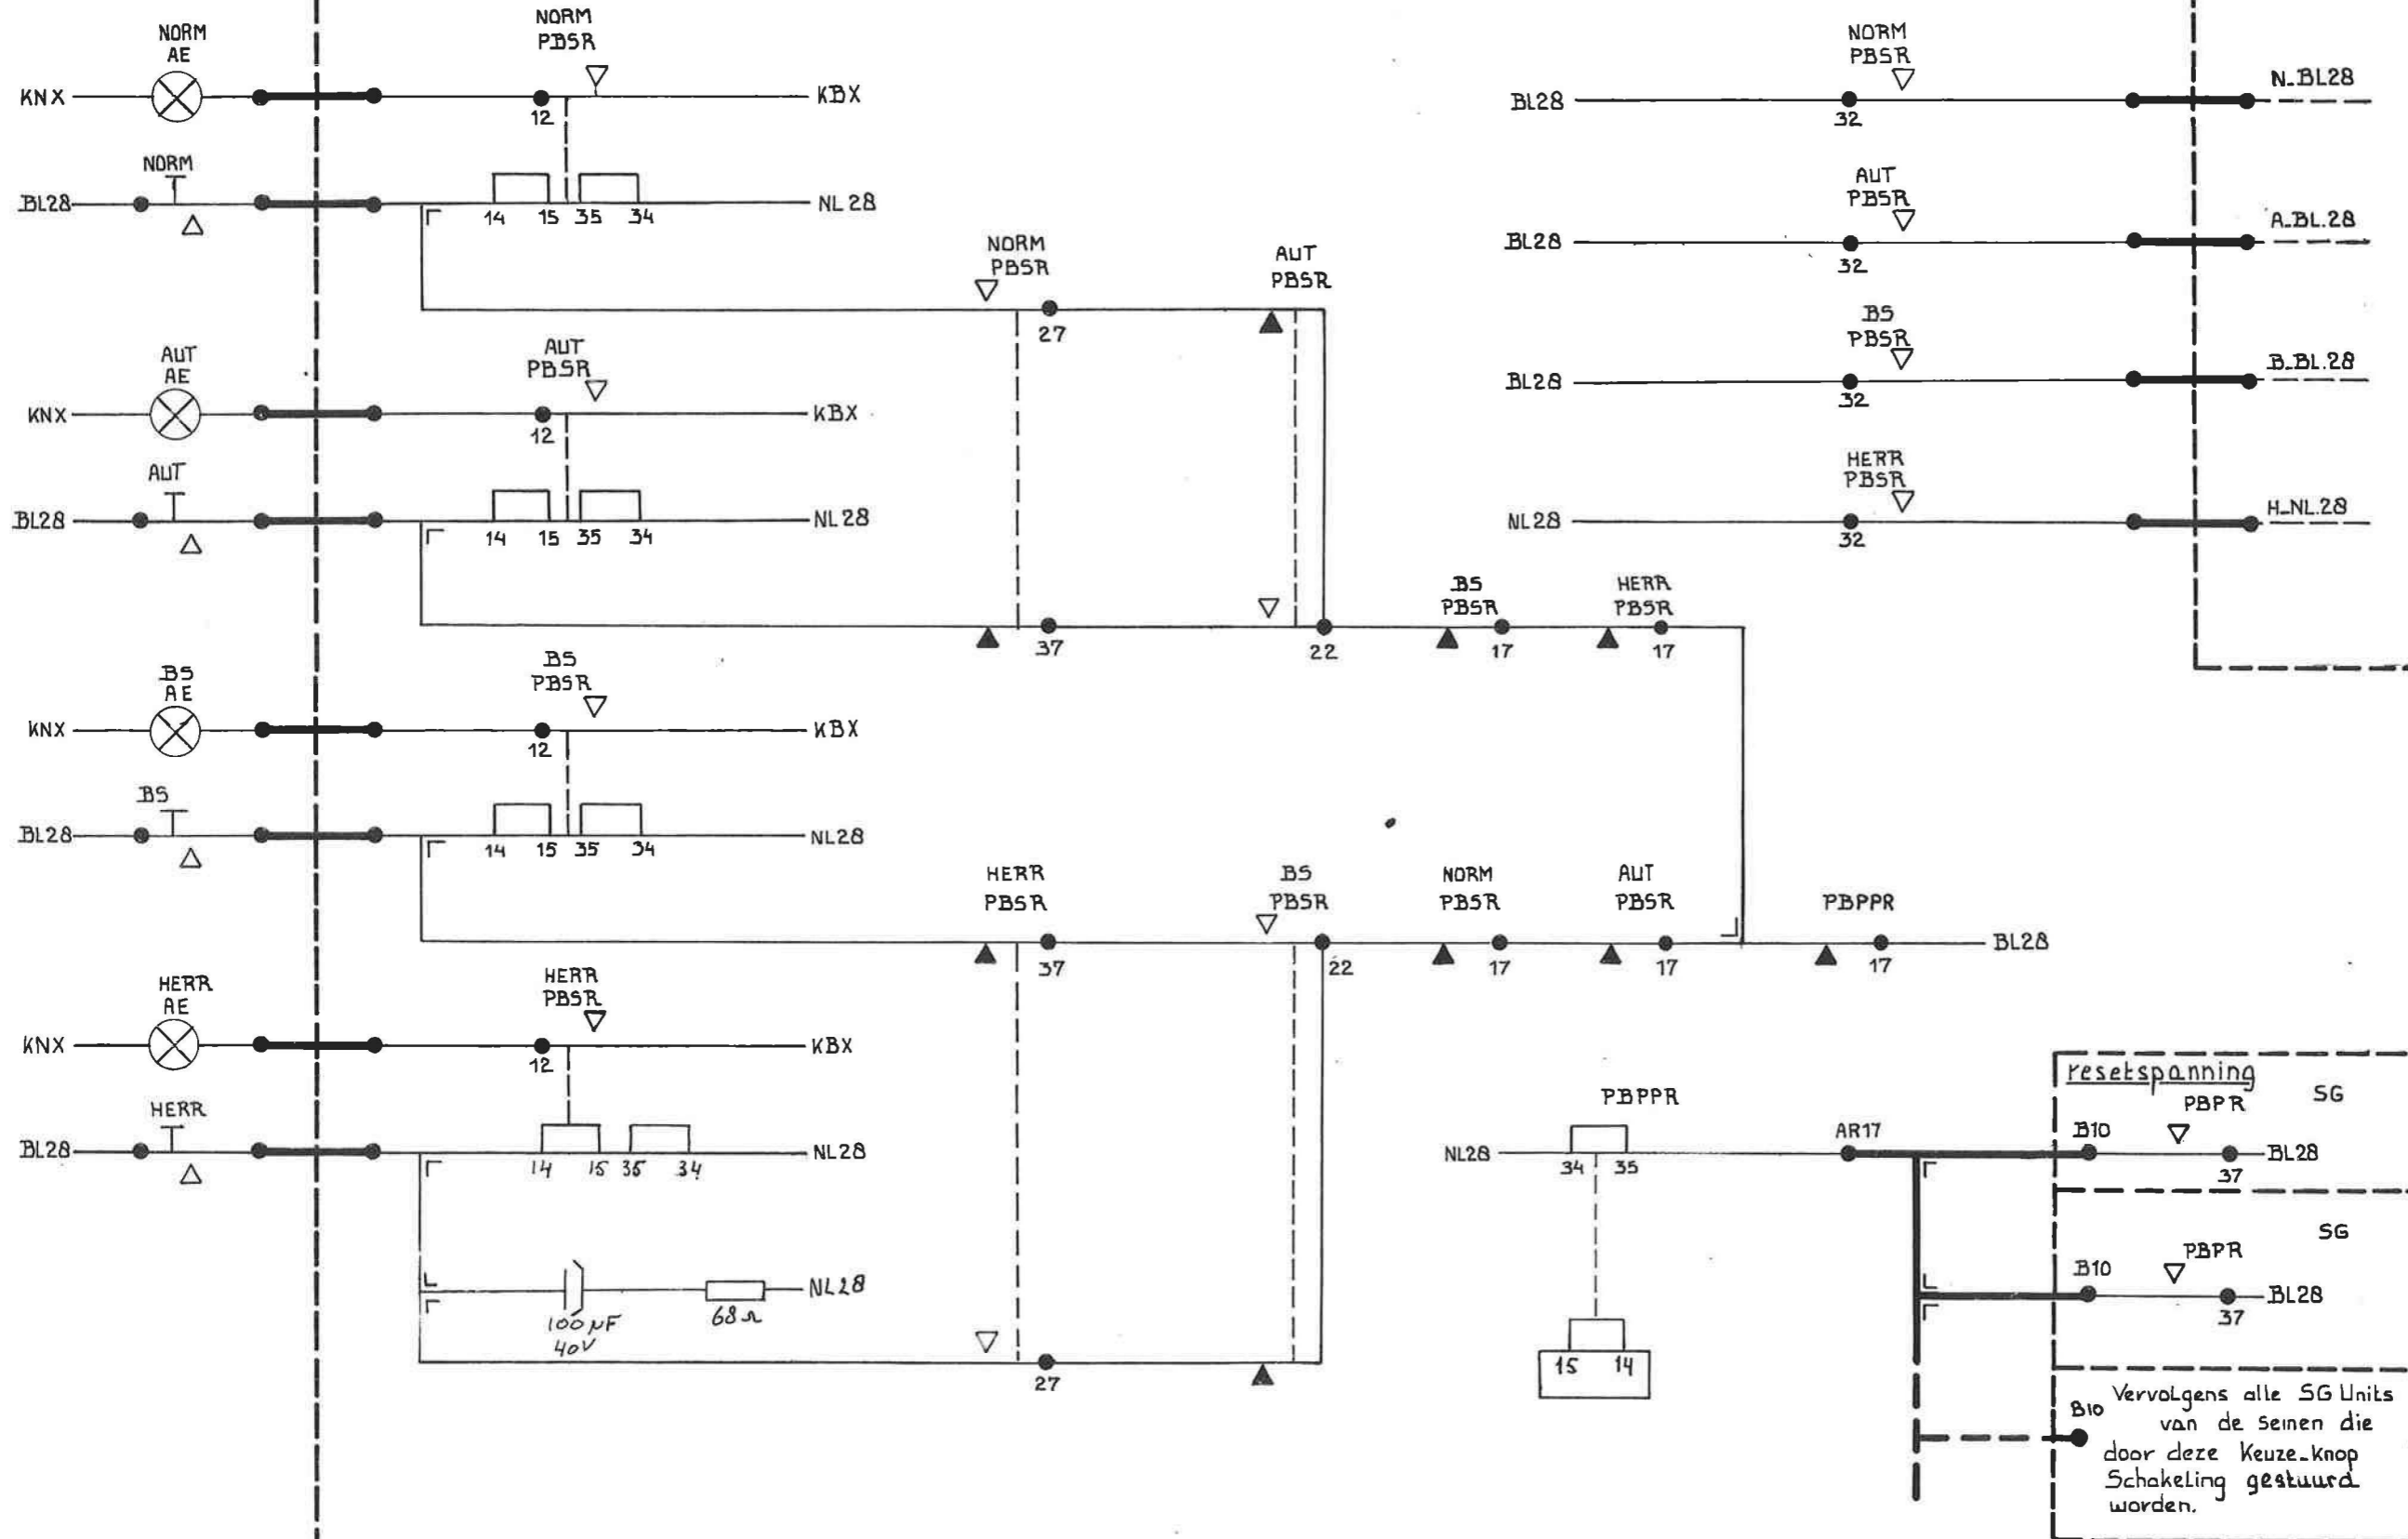 NORM
AE
NORM
PBSR
KNX
12
KBX
NORM
BL28
14 15 35 34
NL28
NORM
PBSR
27
AUT
PBSR
AUT
AE
AUT
PBSR
KNX
12
KBX
AUT
BL28
14 15 35 34
NL28
37
22
BS
PBSR
17
HERR
PBSR
17
BS
AE
BS
PBSR
KNX
12
KBX
BS
BL28
14 15 35 34
NL28
HERR
PBSR
37
BS
PBSR
22
NORM
PBSR
17
AUT
PBSR
17
PBPPR
17
BL28
HERR
AE
HERR
PBSR
KNX
12
KBX
HERR
BL28
14 15 35 34
NL28
100 µF
40V
68 Ω
NL28
27
NORM
PBSR
BL28
32
N_BL28
AUT
PBSR
BL28
32
A_BL.28
BS
PBSR
BL28
32
B_BL.28
HERR
PBSR
NL28
32
H_NL.28
PBPPR
NL28
34 35
AR17
15 14
resetspanning
SG
PBPR
B10
37
BL28
SG
PBPR
B10
37
BL28
B10
Vervolgens alle SG Units
van de seinen die
door deze Keuze-knop
Schakeling gestuurd
worden.